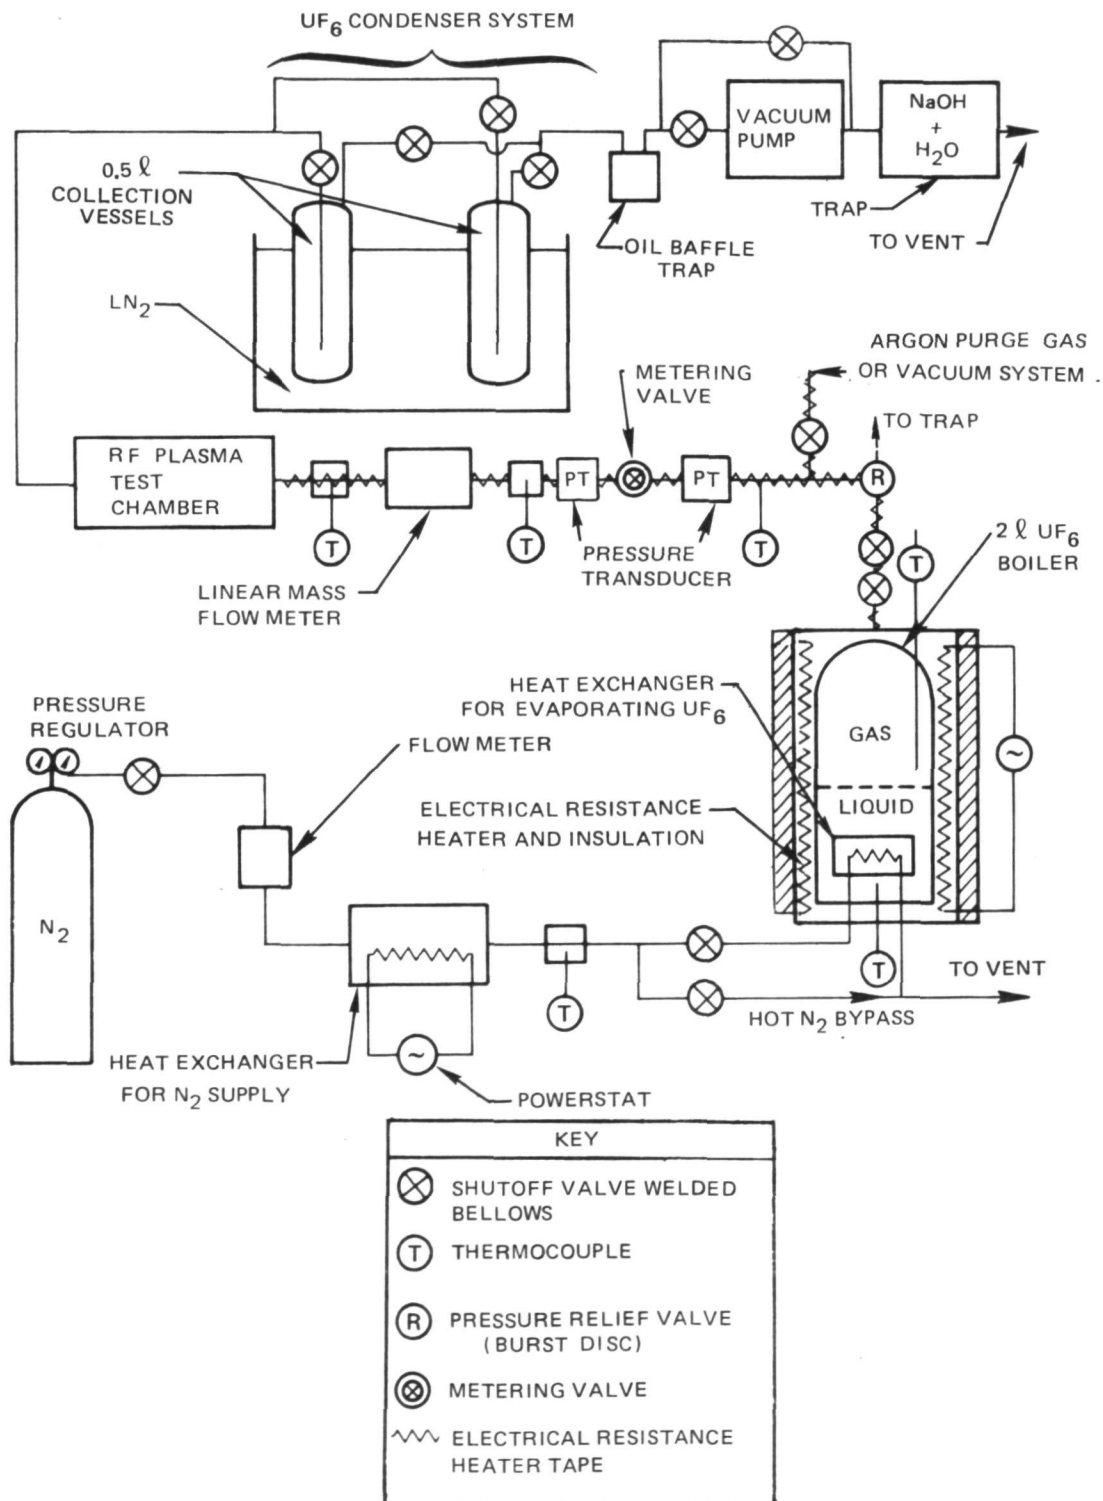 UF6 CONDENSER SYSTEM
0.5 ℓ
COLLECTION
VESSELS
LN2
VACUUM
PUMP
NaOH
+
H2O
TRAP
TO VENT
OIL BAFFLE
TRAP
ARGON PURGE GAS
OR VACUUM SYSTEM
METERING
VALVE
TO TRAP
RF PLASMA
TEST
CHAMBER
PT
PT
R
T
T
T
T
PRESSURE
TRANSDUCER
2 ℓ UF6
BOILER
LINEAR MASS
FLOW METER
PRESSURE
REGULATOR
HEAT EXCHANGER
FOR EVAPORATING UF6
FLOW METER
GAS
~
ELECTRICAL RESISTANCE
HEATER AND INSULATION
LIQUID
N2
T
T
TO VENT
HOT N2 BYPASS
HEAT EXCHANGER
FOR N2 SUPPLY
~
POWERSTAT
KEY
SHUTOFF VALVE WELDED
BELLOWS
T THERMOCOUPLE
R PRESSURE RELIEF VALVE
(BURST DISC)
METERING VALVE
ELECTRICAL RESISTANCE
HEATER TAPE